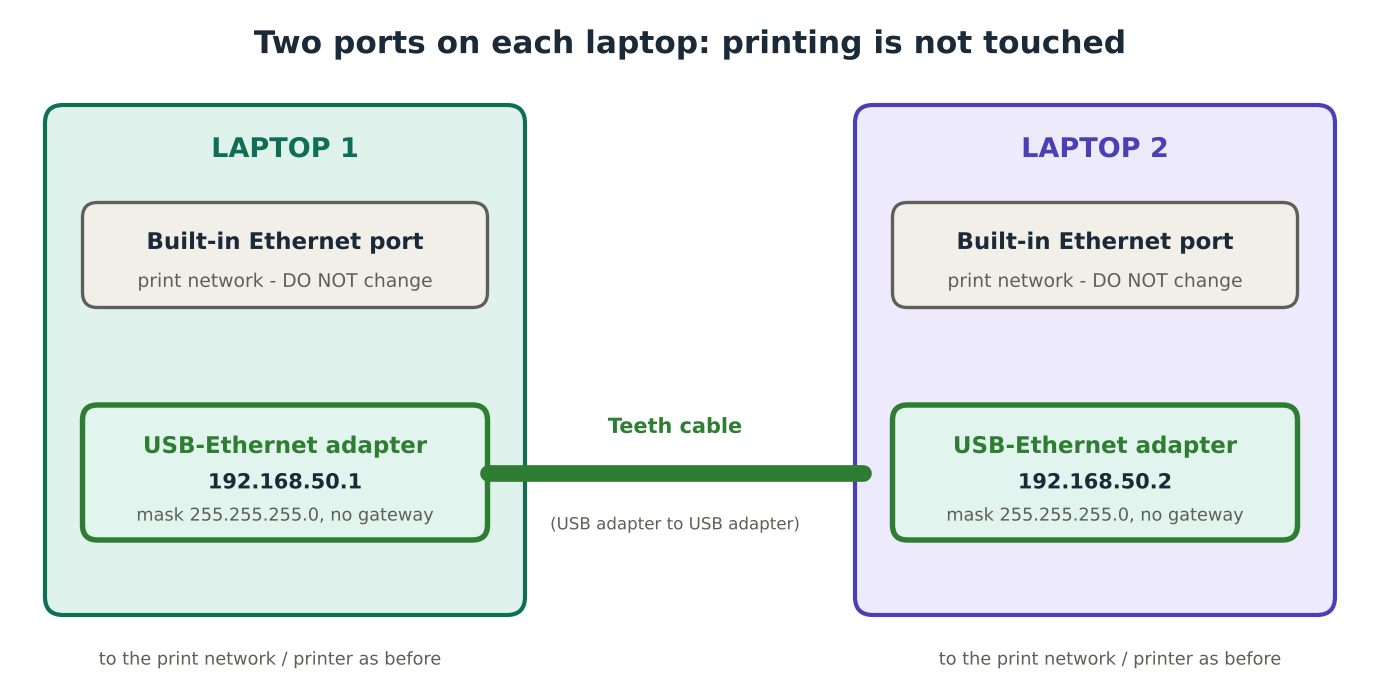 Two ports on each laptop: printing is not touched
LAPTOP 1
Built-in Ethernet port
print network - DO NOT change
USB-Ethernet adapter
192.168.50.1
mask 255.255.255.0, no gateway
to the print network / printer as before
Teeth cable
(USB adapter to USB adapter)
LAPTOP 2
Built-in Ethernet port
print network - DO NOT change
USB-Ethernet adapter
192.168.50.2
mask 255.255.255.0, no gateway
to the print network / printer as before